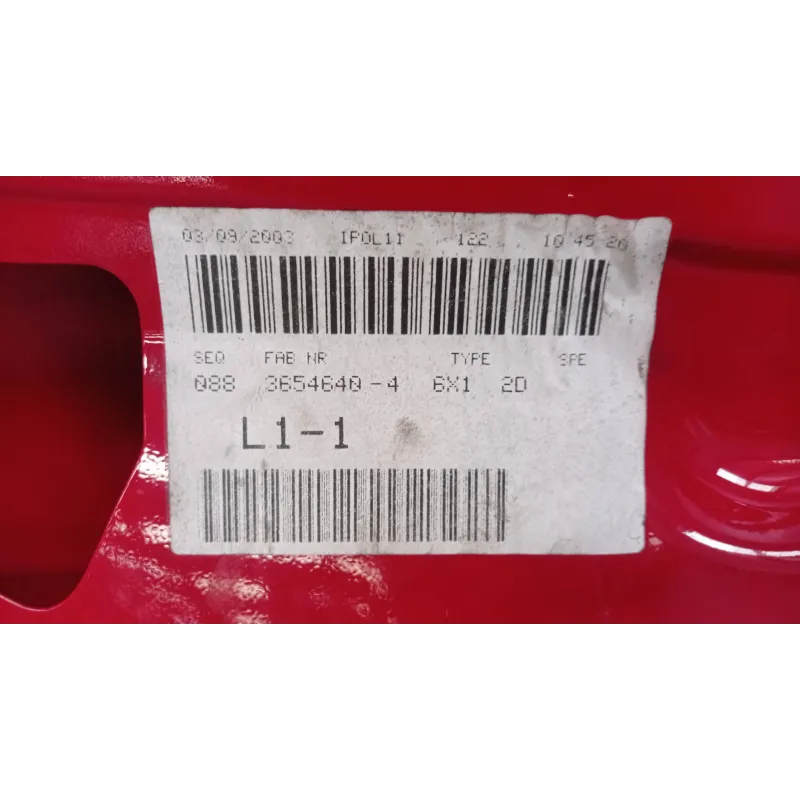 03/09/2003 IPOL11 122 10 45 26
SEQ FAB NR TYPE SPE
088 3654640-4 6X1 2D
L1-1